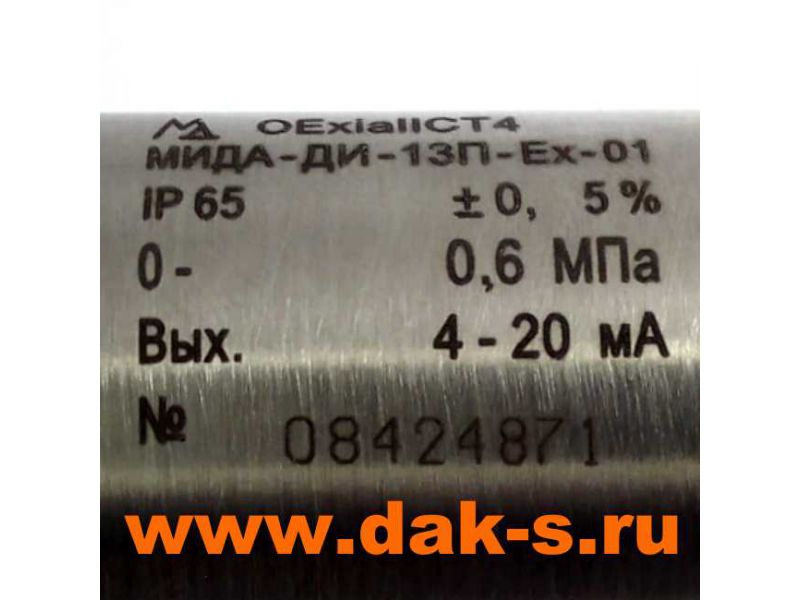 OExiaIICT4
МИДА-ДИ-13П-Ex-01
IP 65 ±0, 5%
0- 0,6 МПа
Вых. 4-20 мА
№ 08424871
www.dak-s.ru